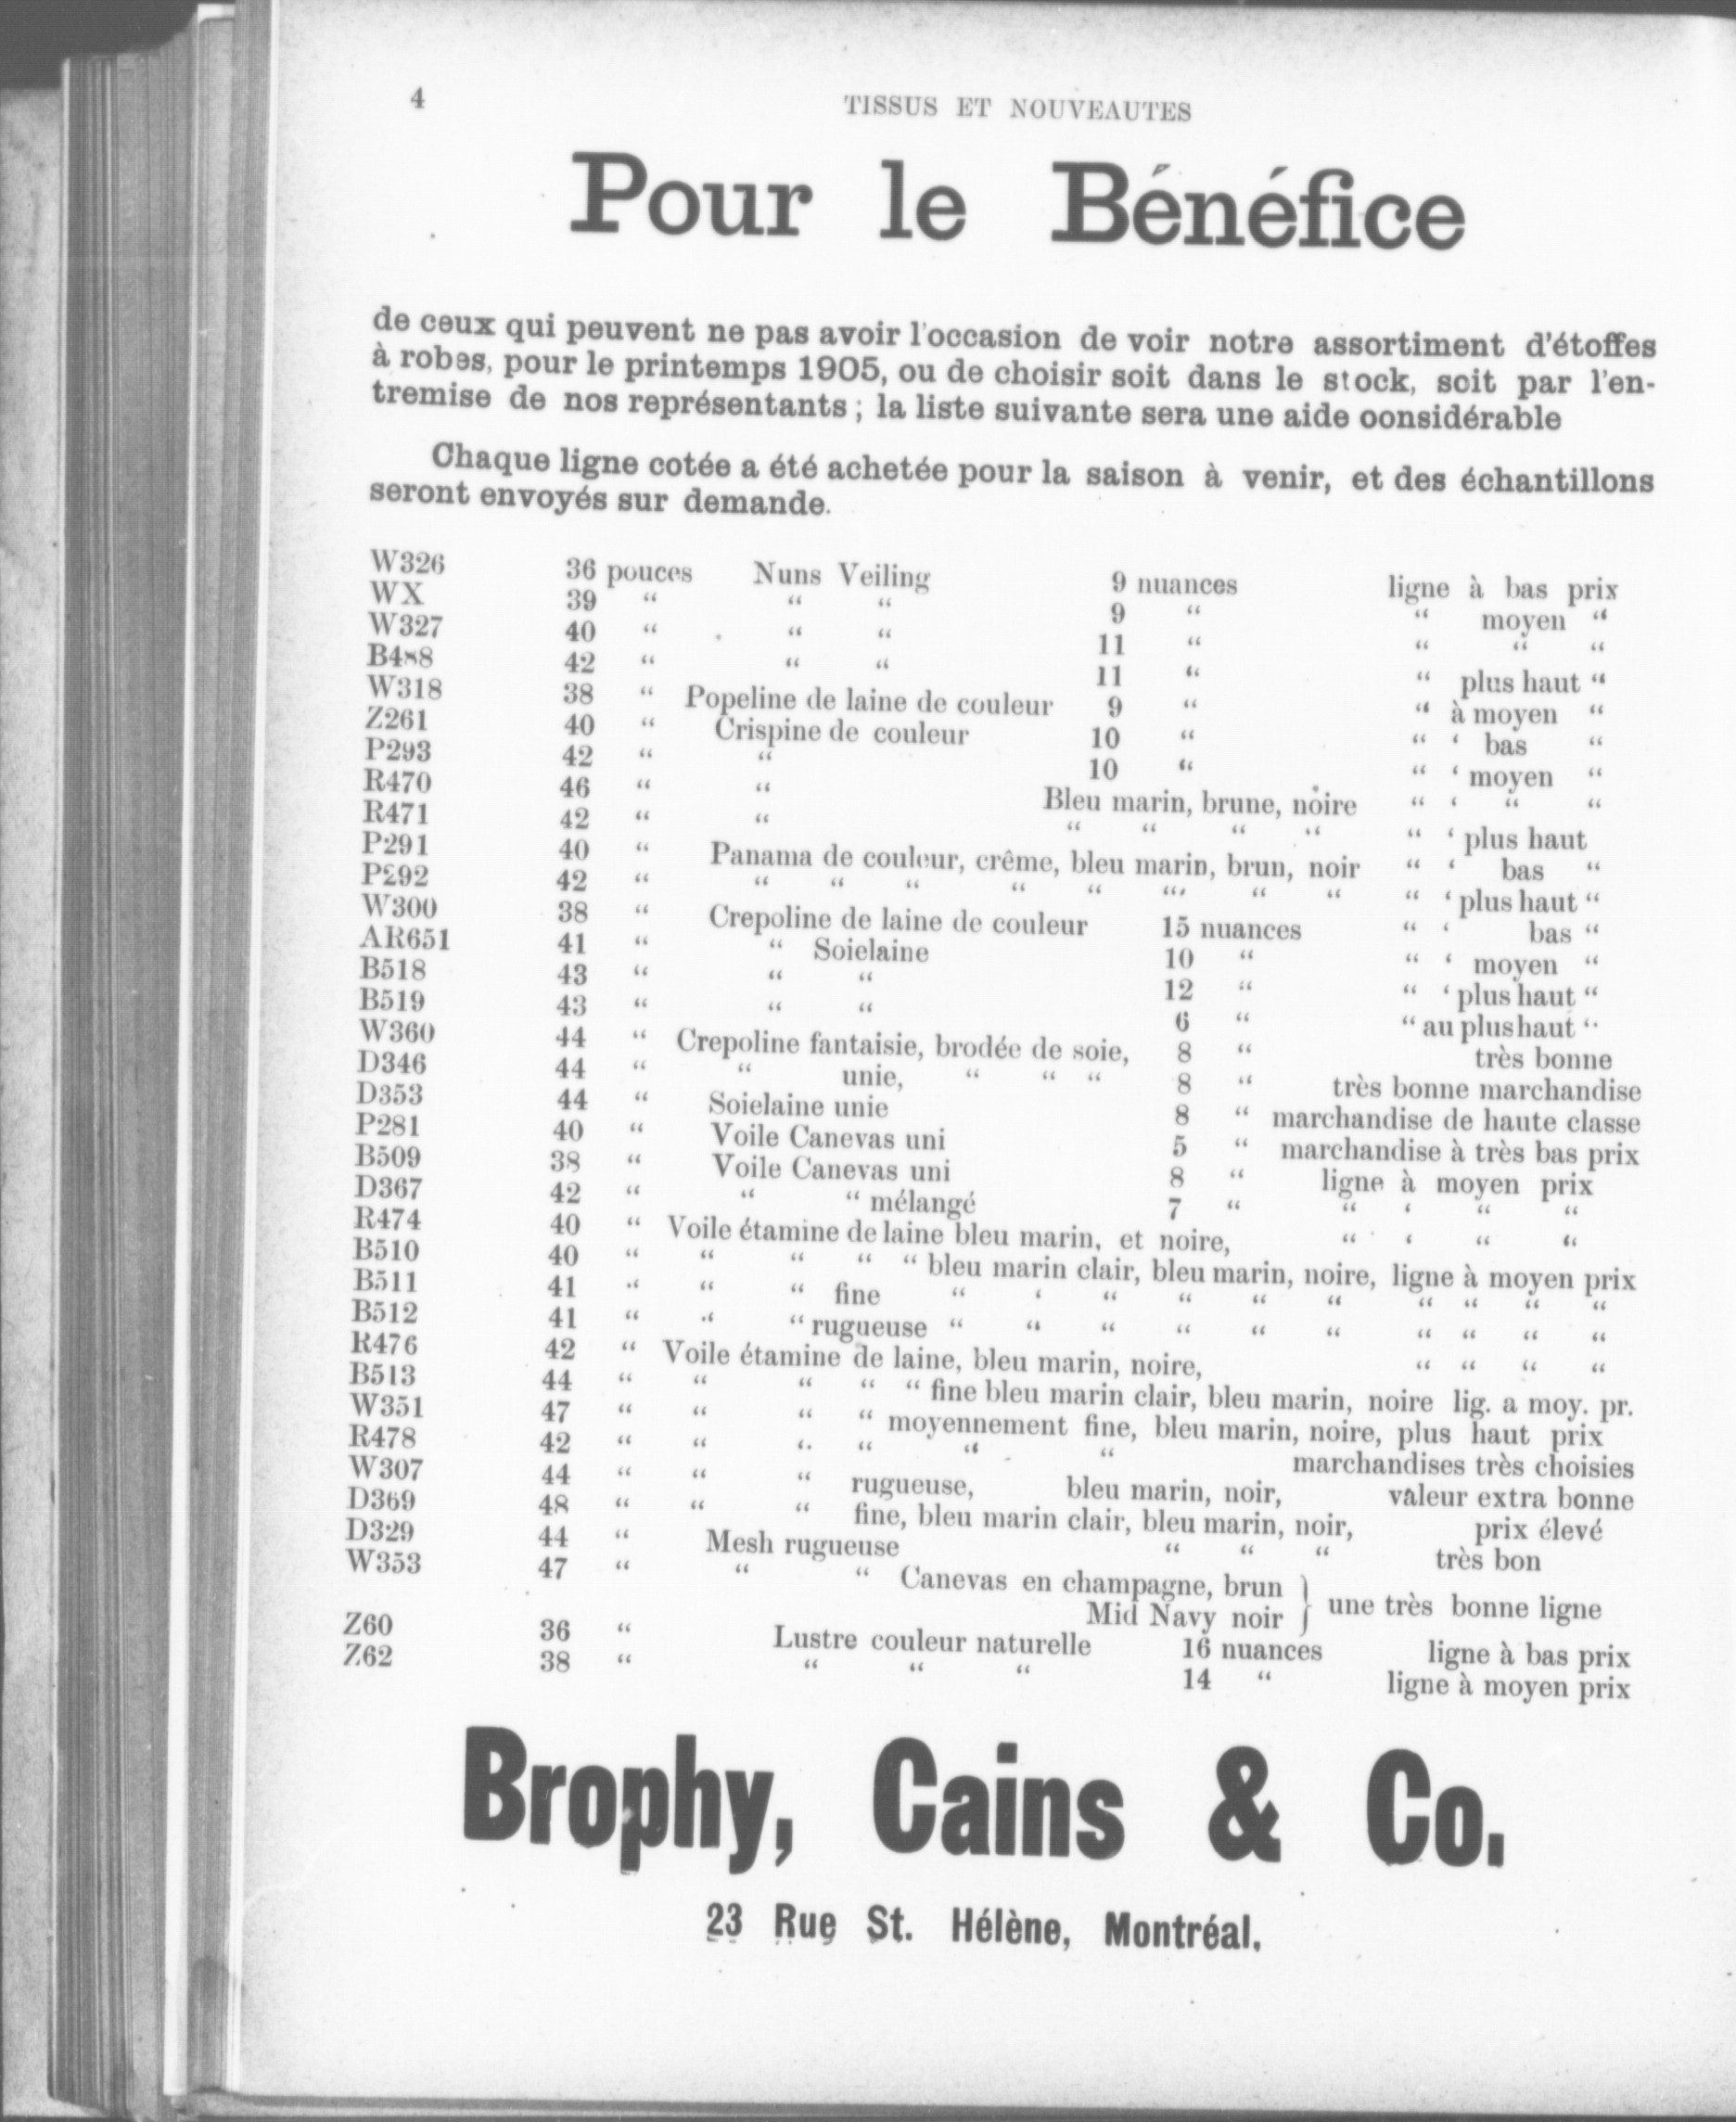 4
TISSUS ET NOUVEAUTES
Pour le Bénéfice
de ceux qui peuvent ne pas avoir l'occasion de voir notre assortiment d'étoffes
à robes, pour le printemps 1905, ou de choisir soit dans le stock, soit par l'en-
tremise de nos représentants ; la liste suivante sera une aide oonsidérable
Chaque ligne cotée a été achetée pour la saison à venir, et des échantillons
seront envoyés sur demande.
W326 36 pouces Nuns Veiling 9 nuances ligne à bas prix
WX 39 “ “ “ 9 “ “ moyen “
W327 40 “ “ “ 11 “ “ “ “
B488 42 “ “ “ 11 “ “ plus haut “
W318 38 “ Popeline de laine de couleur 9 “ “ à moyen “
Z261 40 “ Crispine de couleur 10 “ “ ‘ bas “
P293 42 “ “ 10 “ “ ‘ moyen “
R470 46 “ “ Bleu marin, brune, noire “ ‘ “ “
R471 42 “ “ “ “ “ “ “ ‘ plus haut
P291 40 “ Panama de couleur, crême, bleu marin, brun, noir “ ‘ bas “
P292 42 “ “ “ “ “ “ “ “ “ “ ‘ plus haut “
W300 38 “ Crepoline de laine de couleur 15 nuances “ ‘ bas “
AR651 41 “ “ Soielaine 10 “ “ ‘ moyen “
B518 43 “ “ “ 12 “ “ ‘ plus haut “
B519 43 “ “ “ 6 “ “ au plus haut “
W360 44 “ Crepoline fantaisie, brodée de soie, 8 “ très bonne
D346 44 “ “ unie, “ “ “ 8 “ très bonne marchandise
D353 44 “ Soielaine unie 8 “ marchandise de haute classe
P281 40 “ Voile Canevas uni 5 “ marchandise à très bas prix
B509 38 “ Voile Canevas uni 8 “ ligne à moyen prix
D367 42 “ “ “ mélangé 7 “ “ ‘ “ “
R474 40 “ Voile étamine de laine bleu marin, et noire, “ ‘ “ “
B510 40 “ “ “ “ “ bleu marin clair, bleu marin, noire, ligne à moyen prix
B511 41 “ “ “ fine “ ‘ “ “ “ “ “ “ “ “
B512 41 “ “ “ rugueuse “ “ “ “ “ “ “ “ “ “
R476 42 “ Voile étamine de laine, bleu marin, noire, “ “ “ “
B513 44 “ “ “ “ “ fine bleu marin clair, bleu marin, noire lig. a moy. pr.
W351 47 “ “ “ “ moyennement fine, bleu marin, noire, plus haut prix
R478 42 “ “ “ “ “ “ marchandises très choisies
W307 44 “ “ “ rugueuse, bleu marin, noir, valeur extra bonne
D369 48 “ “ “ fine, bleu marin clair, bleu marin, noir, prix élevé
D329 44 “ Mesh rugueuse “ “ “ très bon
W353 47 “ “ “ Canevas en champagne, brun } une très bonne ligne
Mid Navy noir
Z60 36 “ Lustre couleur naturelle 16 nuances ligne à bas prix
Z62 38 “ “ “ “ 14 “ ligne à moyen prix
Brophy, Cains & Co.
23 Rue St. Hélène, Montréal.